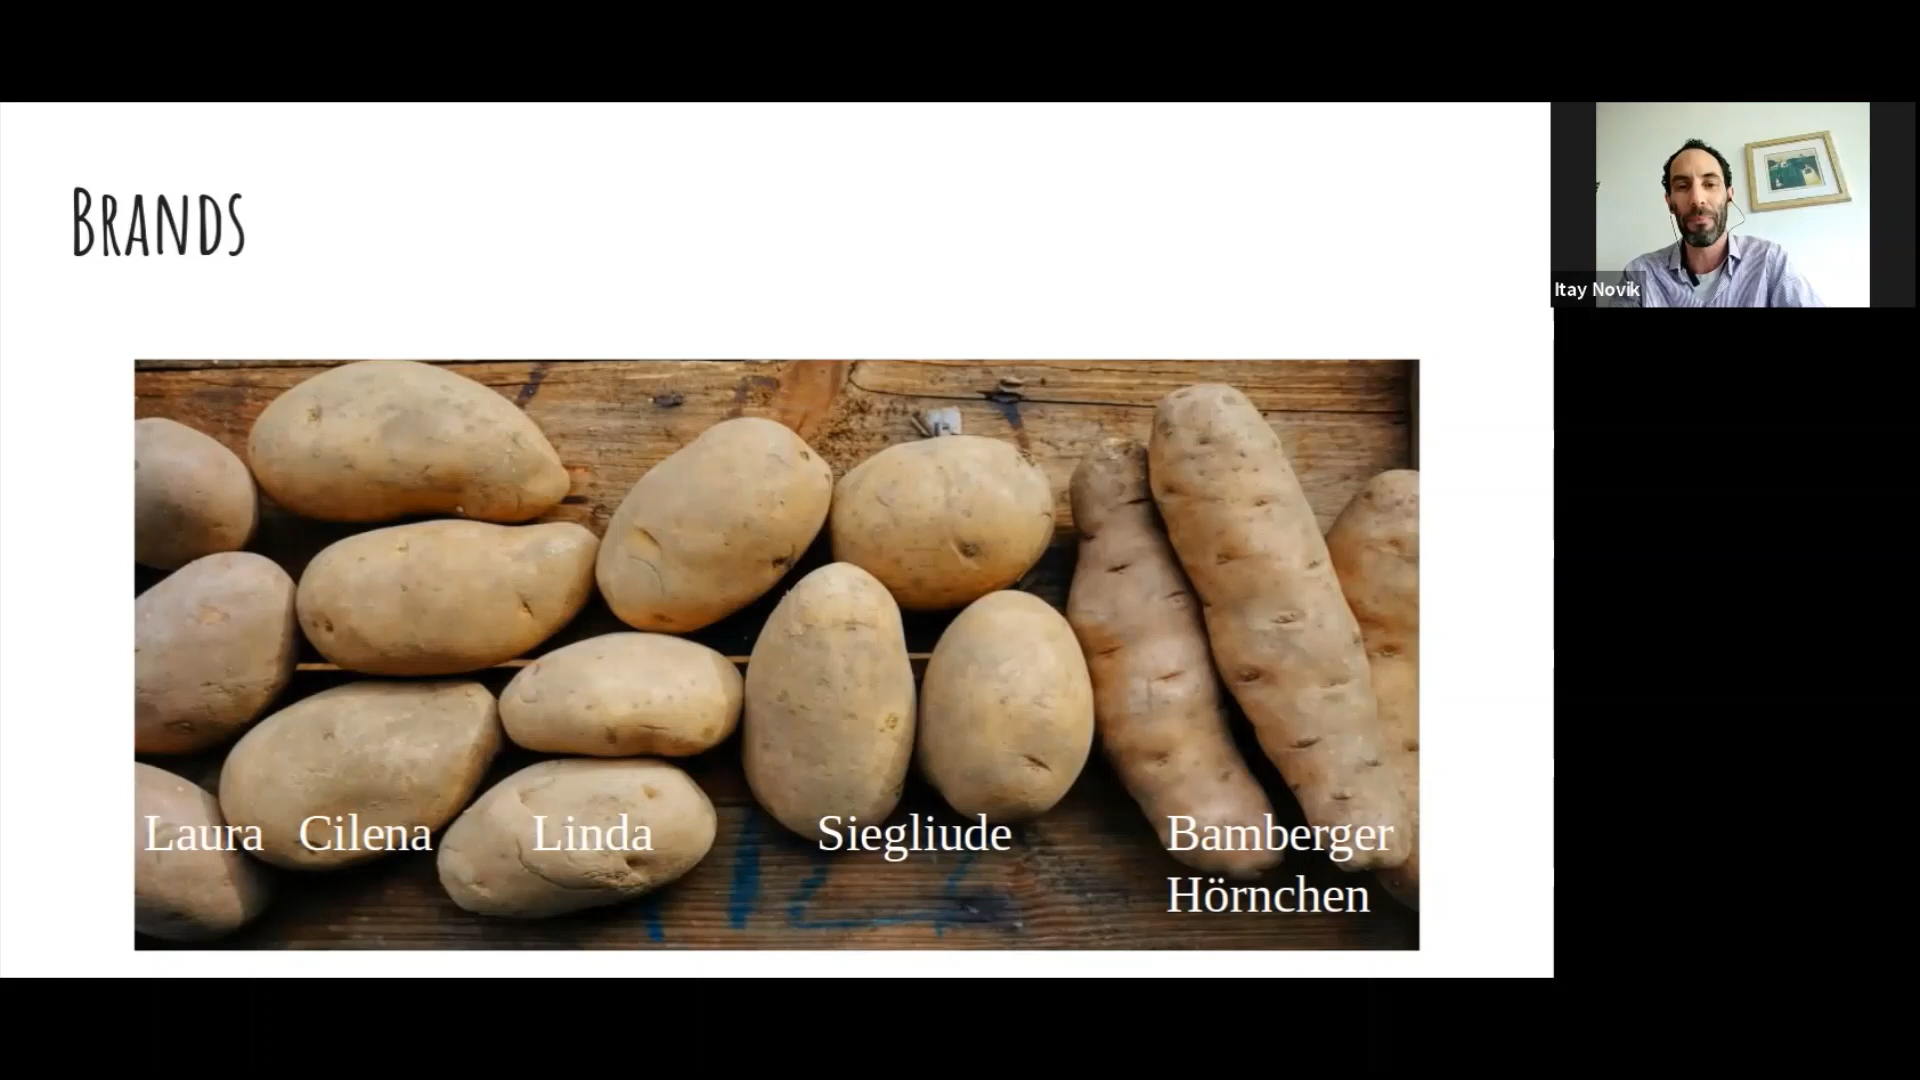 BRANDS
Itay Novik
Laura Cilena Linda Siegliude Bamberger
Hörnchen